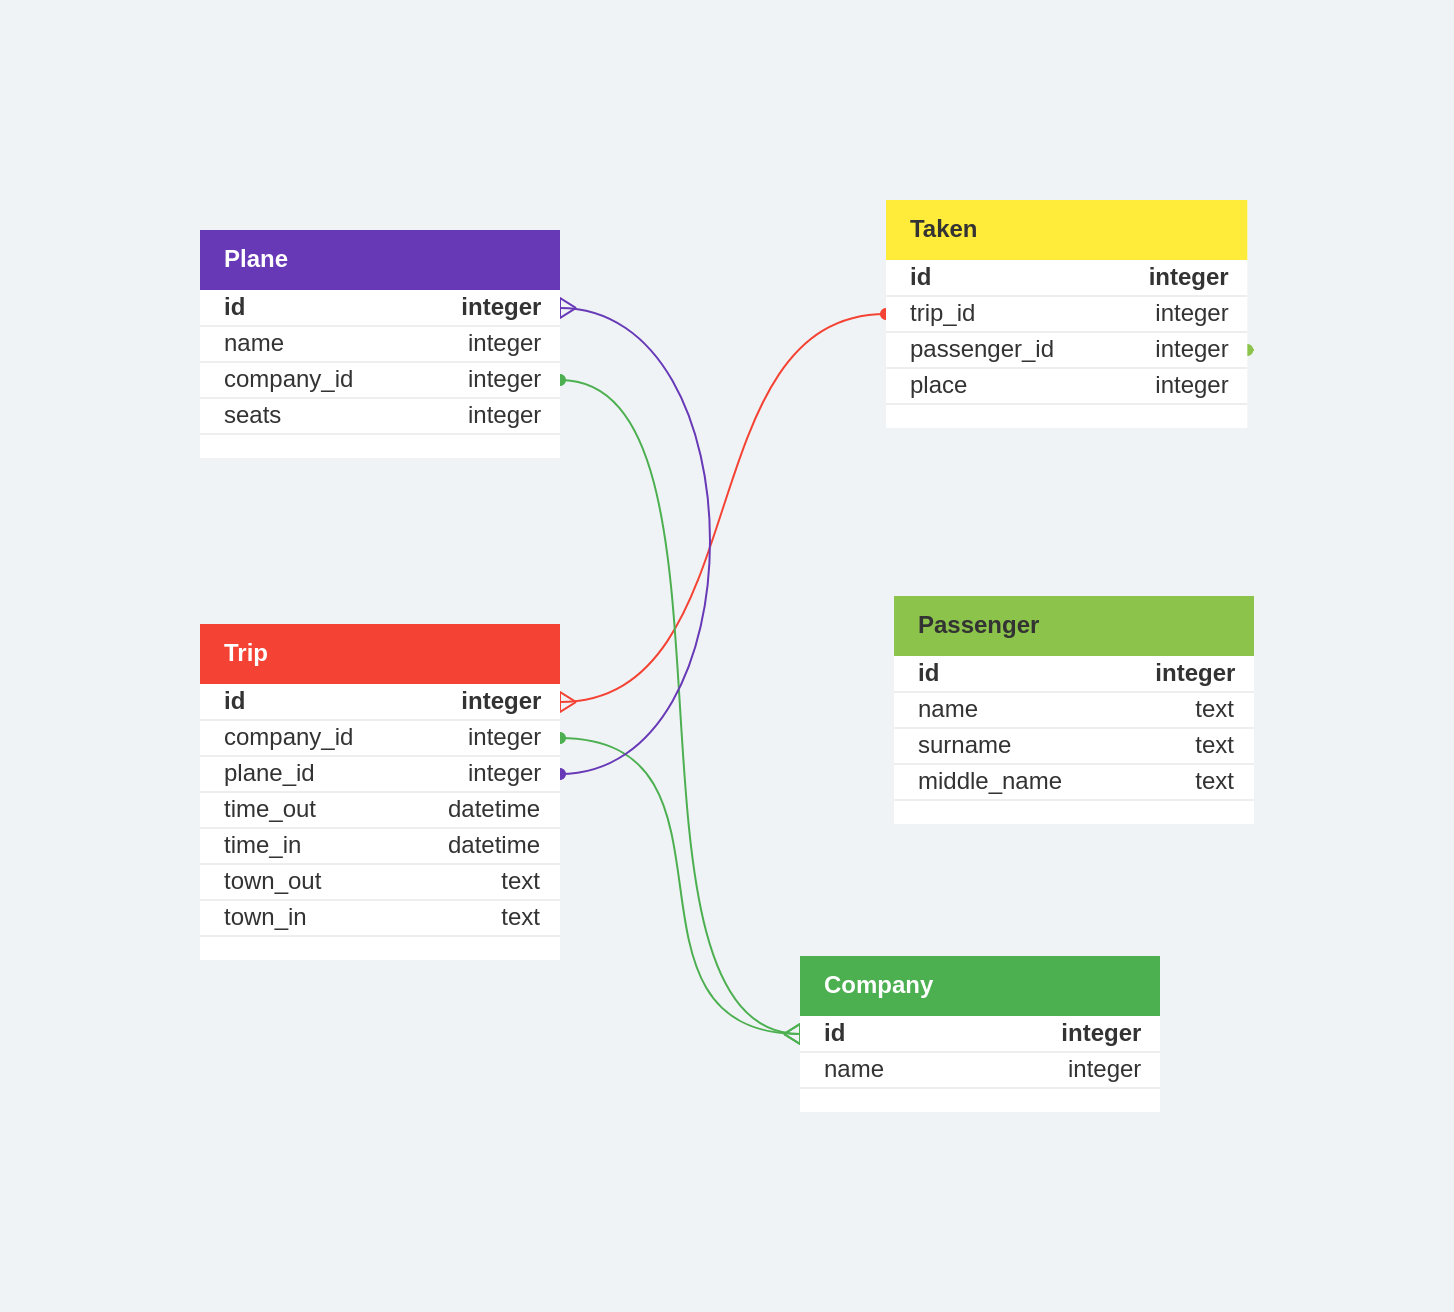 Plane
id integer
name integer
company_id integer
seats integer
Trip
id integer
company_id integer
plane_id integer
time_out datetime
time_in datetime
town_out text
town_in text
Taken
id integer
trip_id integer
passenger_id integer
place integer
Passenger
id integer
name text
surname text
middle_name text
Company
id integer
name integer